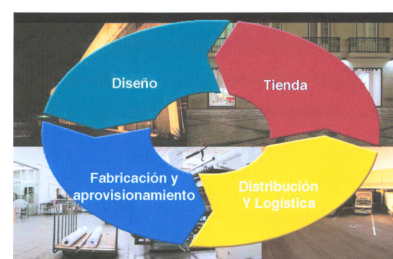 Diseño
Tienda
Fabricación y
aprovisionamiento
Distribución
Y Logística